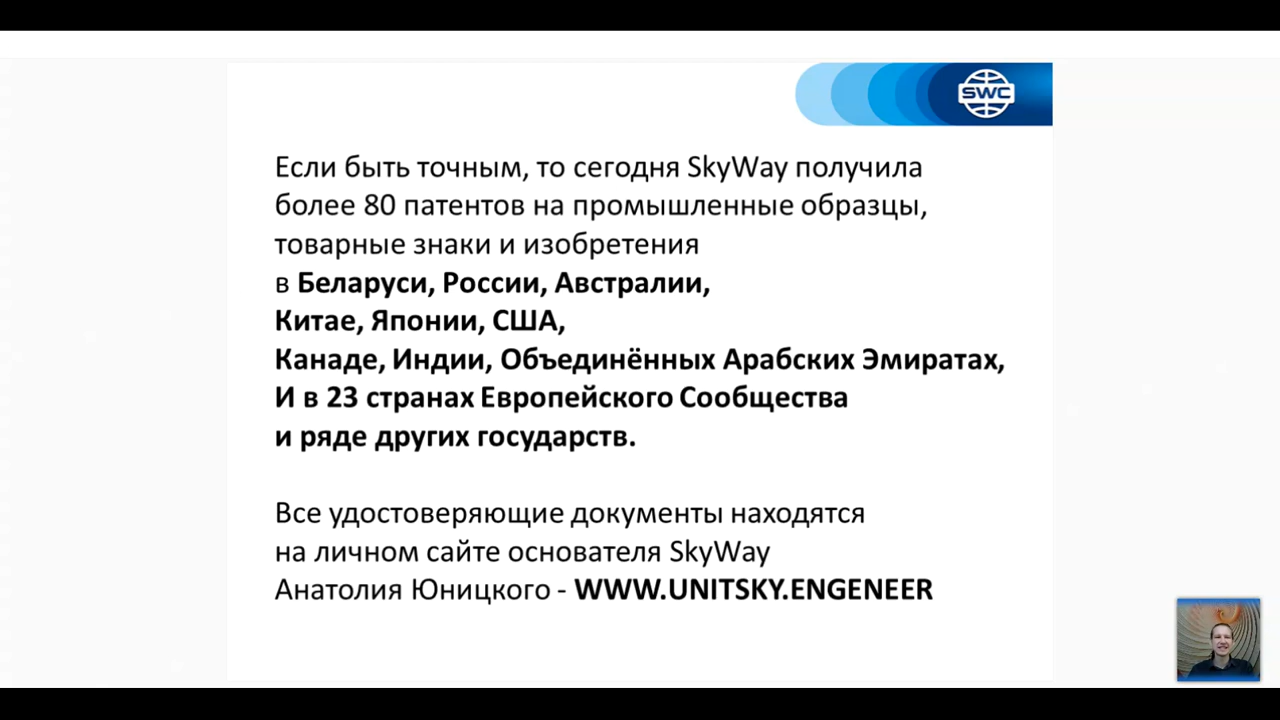 SWC
Если быть точным, то сегодня SkyWay получила
более 80 патентов на промышленные образцы,
товарные знаки и изобретения
в Беларуси, России, Австралии,
Китае, Японии, США,
Канаде, Индии, Объединённых Арабских Эмиратах,
И в 23 странах Европейского Сообщества
и ряде других государств.
Все удостоверяющие документы находятся
на личном сайте основателя SkyWay
Анатолия Юницкого - WWW.UNITSKY.ENGENEER